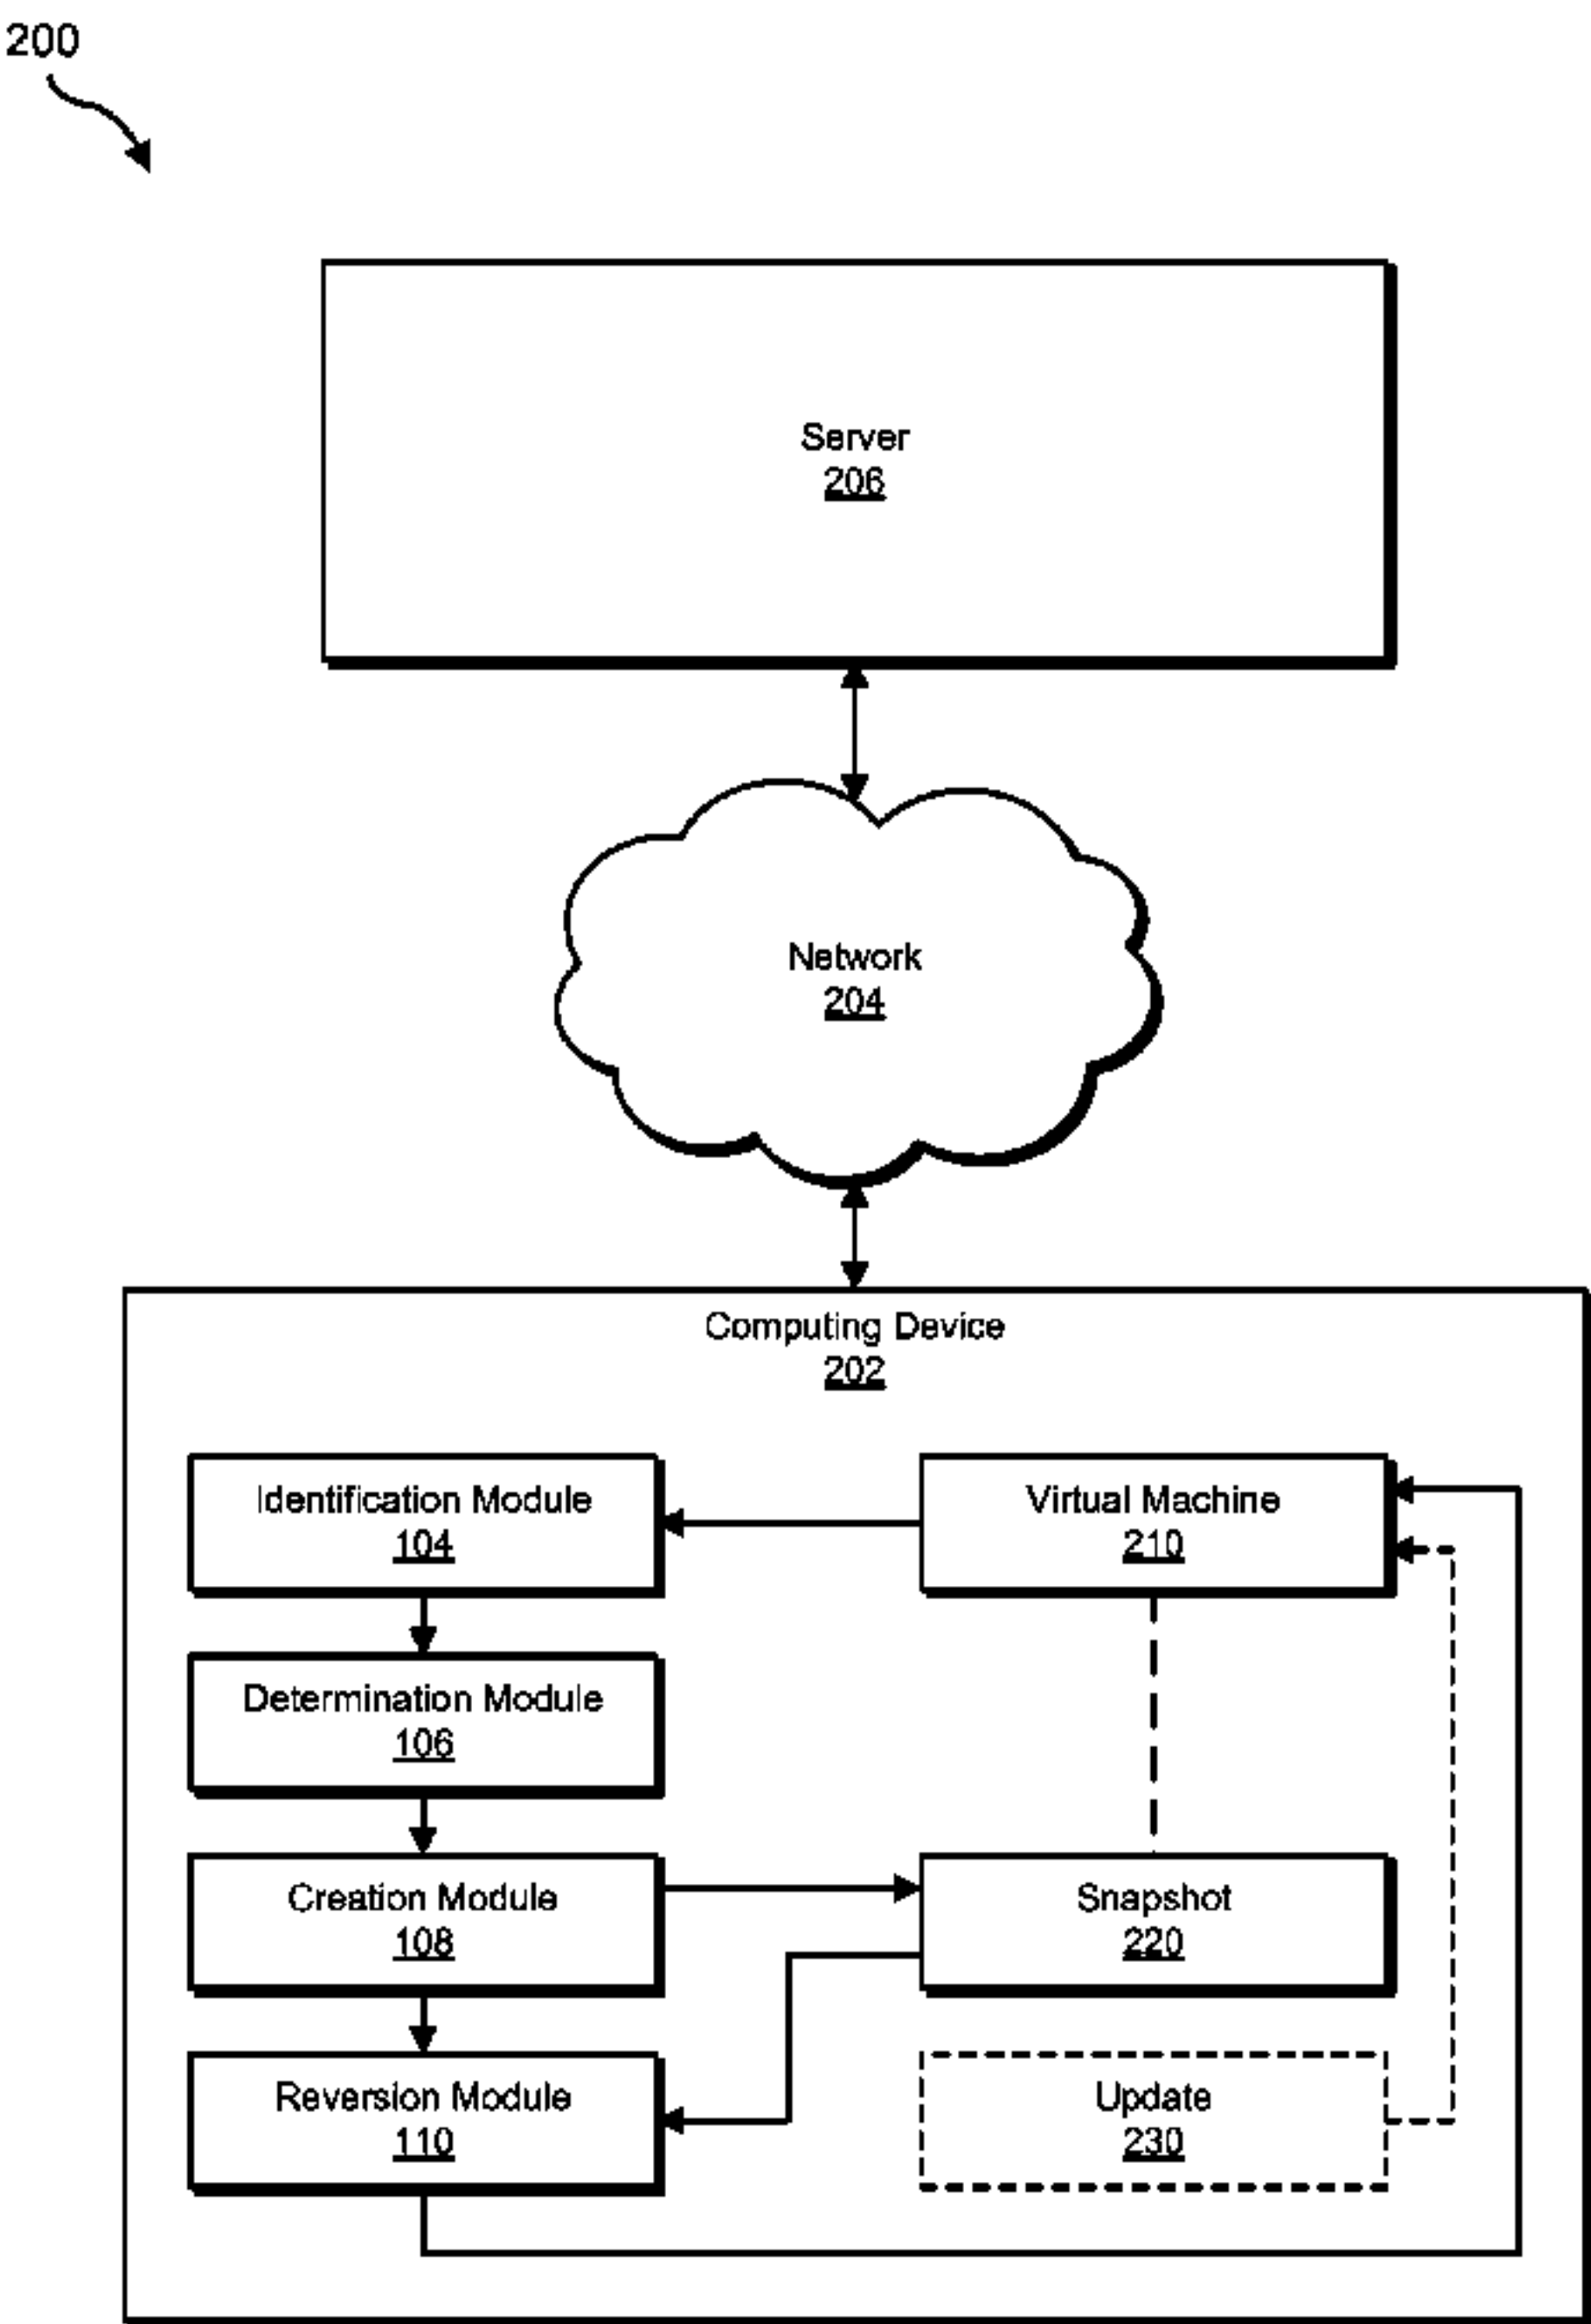 200
Server
206
Network
204
Computing Device
202
Identification Module
104
Virtual Machine
210
Determination Module
106
Creation Module
108
Snapshot
220
Reversion Module
110
Update
230